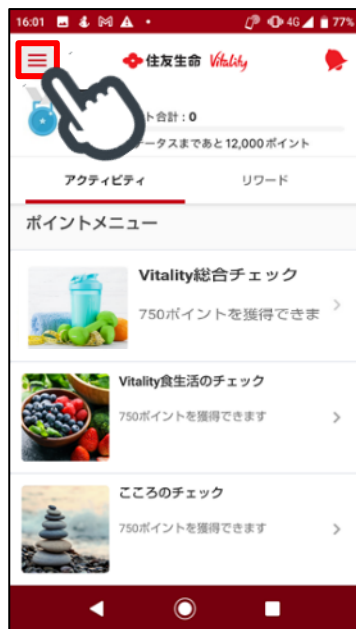 16:01 4G 77%
住友生命 Vitality
ト合計：0
ータスまであと12,000ポイント
アクティビティ リワード
ポイントメニュー
Vitality総合チェック
750ポイントを獲得できま
Vitality食生活のチェック
750ポイントを獲得できます
こころのチェック
750ポイントを獲得できます